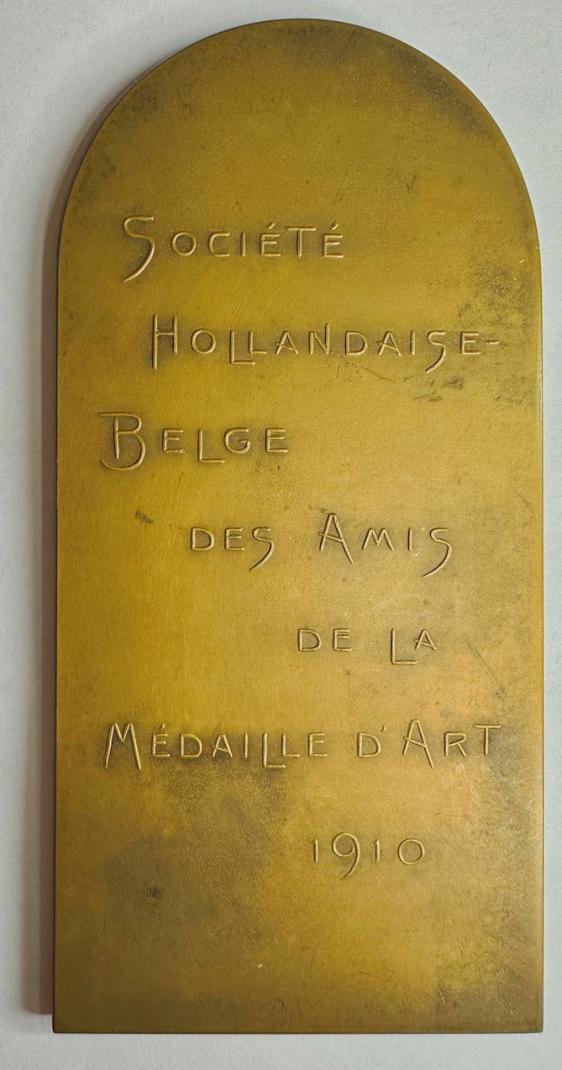 SOCIÉTÉ
HOLLANDAISE-
BELGE
DES AMIS
DE LA
MÉDAILLE D'ART
1910